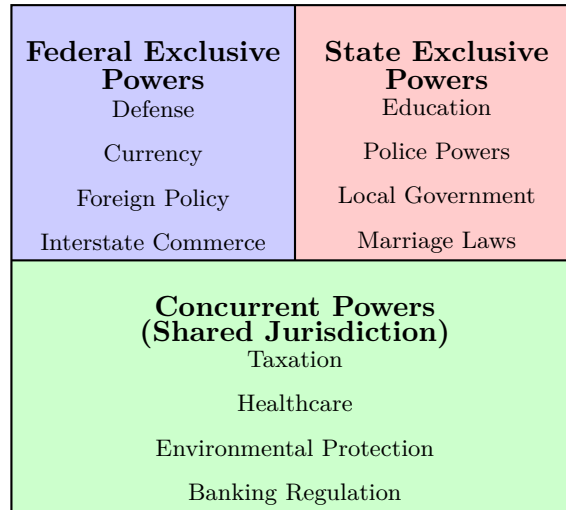 Federal Exclusive
Powers
Defense
Currency
Foreign Policy
Interstate Commerce
State Exclusive
Powers
Education
Police Powers
Local Government
Marriage Laws
Concurrent Powers
(Shared Jurisdiction)
Taxation
Healthcare
Environmental Protection
Banking Regulation